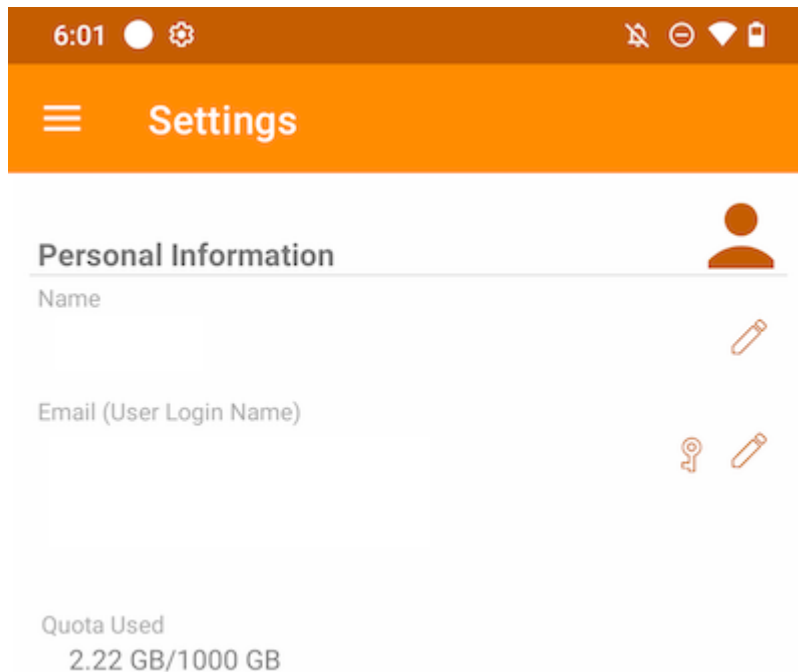 6:01
Settings
Personal Information
Name
Email (User Login Name)
Quota Used
2.22 GB/1000 GB